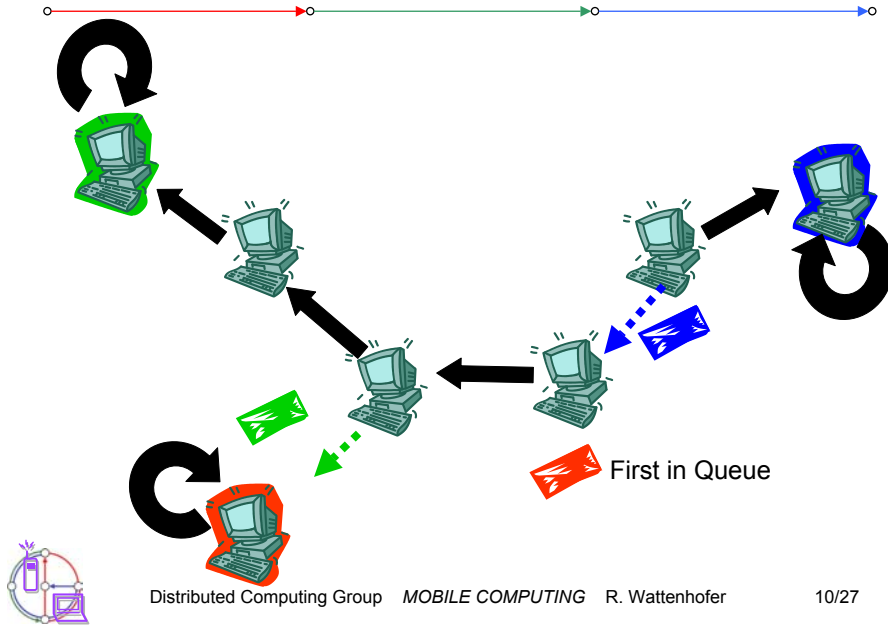 First in Queue
Distributed Computing Group MOBILE COMPUTING R. Wattenhofer 10/27